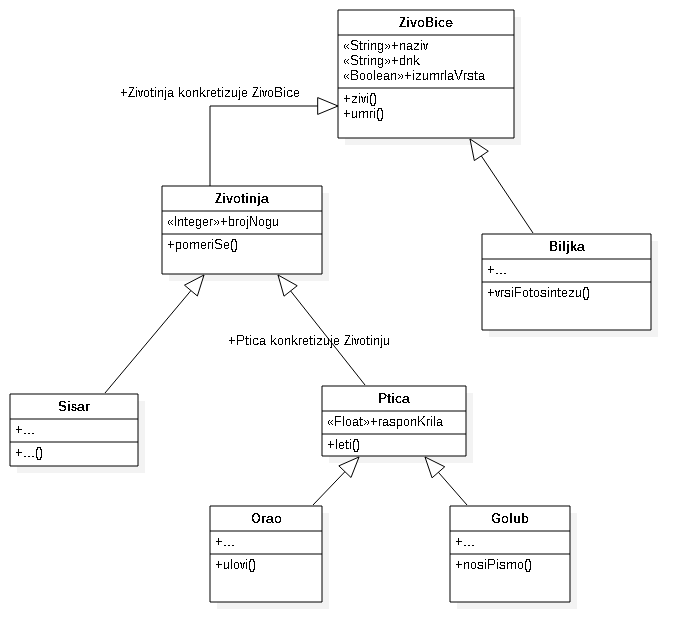 ZivoBice
«String»+naziv
«String»+dnk
«Boolean»+izumrlaVrsta
+zivi()
+umri()
+Zivotinja konkretizuje ZivoBice
Zivotinja
«Integer»+brojNogu
+pomeriSe()
Biljka
+...
+vrsiFotosintezu()
+Ptica konkretizuje Zivotinju
Sisar
+...
+...()
Ptica
«Float»+rasponKrila
+leti()
Orao
+...
+ulovi()
Golub
+...
+nosiPismo()